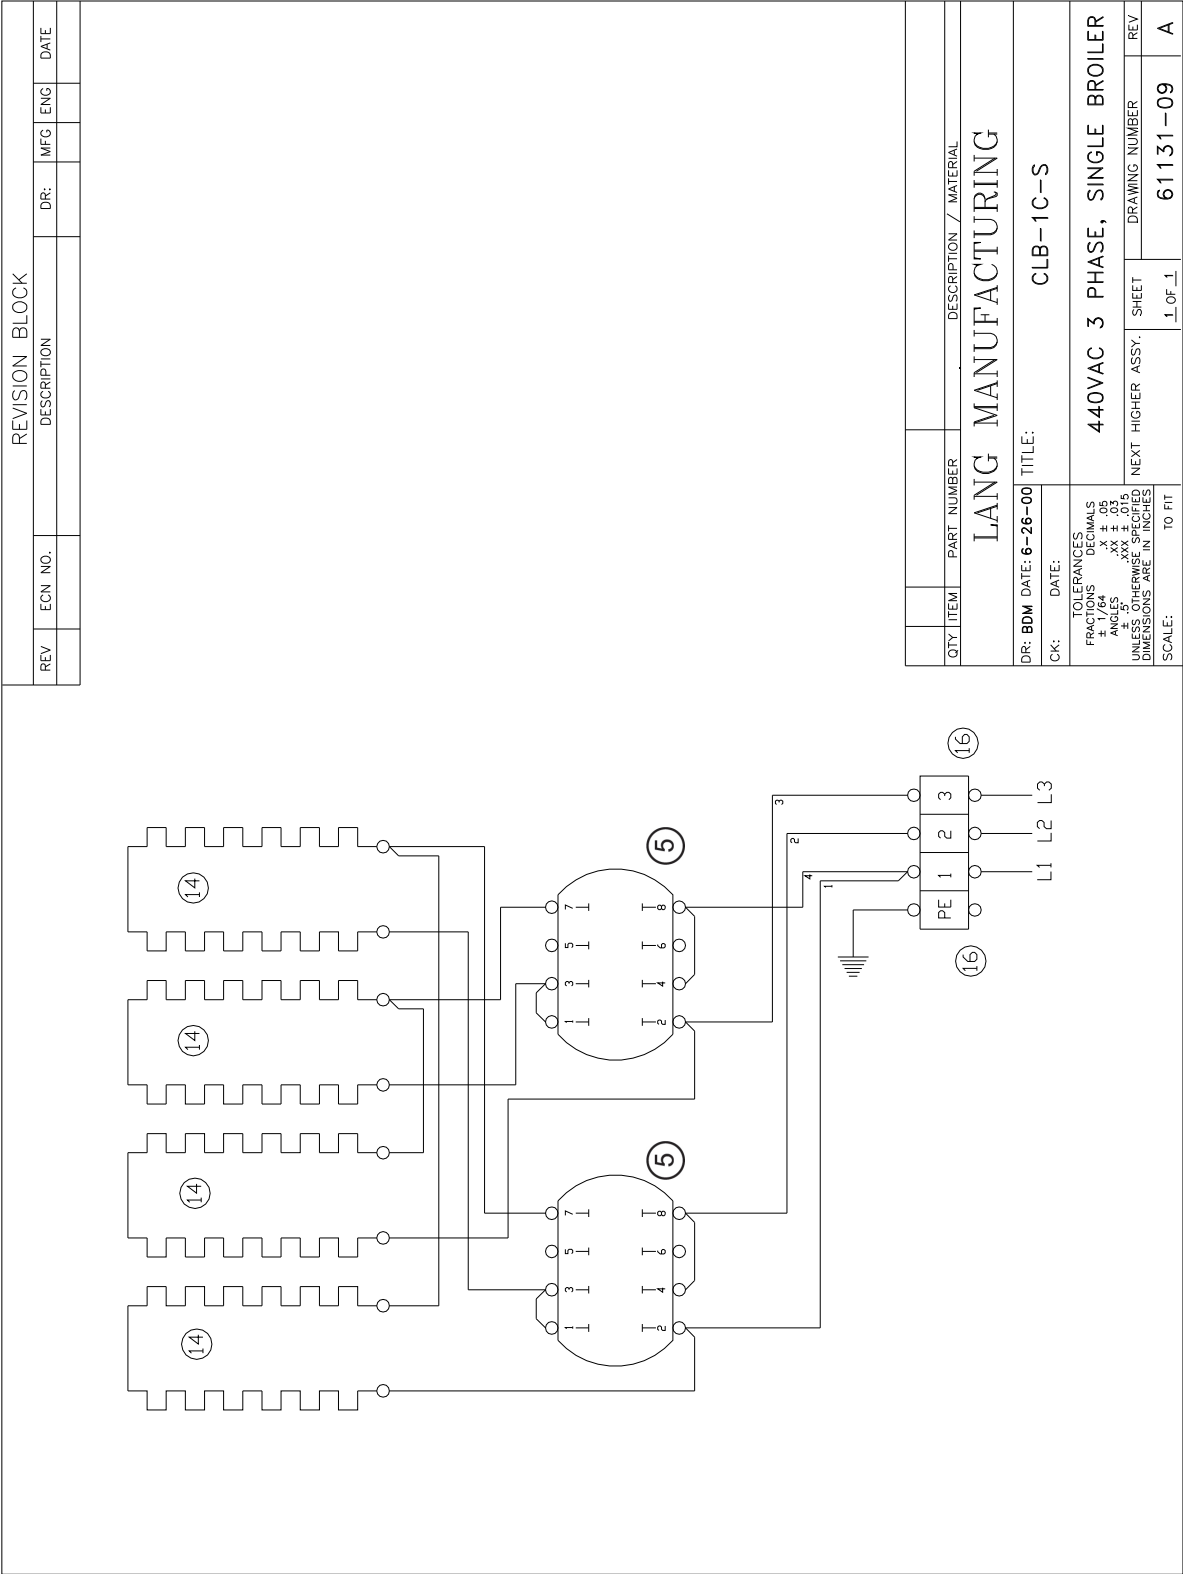 REVISION BLOCK
REV ECN NO. DESCRIPTION DR: MFG ENG DATE
14 14 14 14
5 5
1 3 5 7
2 4 6 8
1 3 5 7
2 4 6 8
1 4 2 3
16 16
PE 1 2 3
L1 L2 L3
QTY ITEM PART NUMBER DESCRIPTION / MATERIAL
LANG MANUFACTURING
DR: BDM DATE: 6-26-00 TITLE:
CLB-1C-S
CK: DATE:
440VAC 3 PHASE, SINGLE BROILER
TOLERANCES
FRACTIONS DECIMALS
± 1/64 .X ± .05
ANGLES .XX ± .03
± .5° .XXX ± .015
UNLESS OTHERWISE SPECIFIED
DIMENSIONS ARE IN INCHES
NEXT HIGHER ASSY. SHEET DRAWING NUMBER REV
SCALE: TO FIT 1 OF 1 61131-09 A